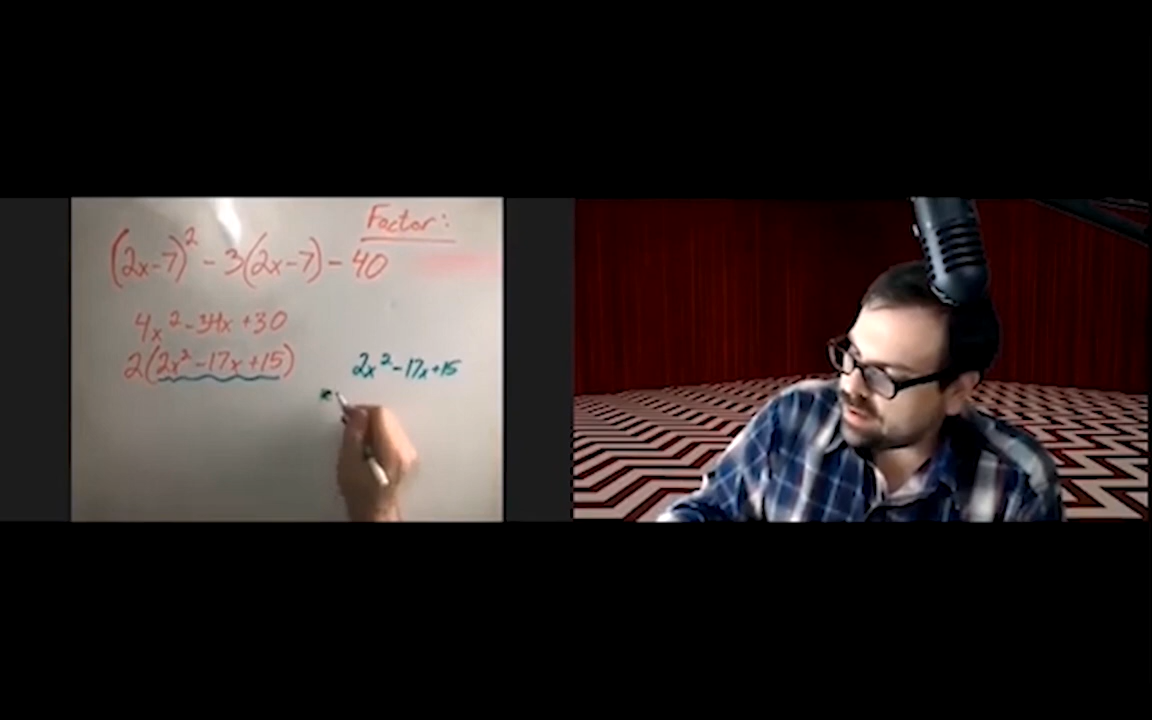 Factor:
(2x-7)² - 3(2x-7) - 40
4x² - 34x + 30
2(2x² - 17x + 15)
2x² - 17x + 15